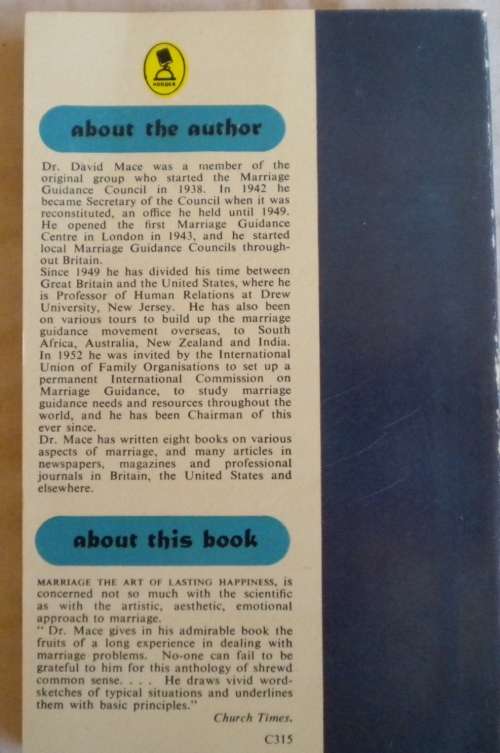 HODDER
about the author
Dr. David Mace was a member of the
original group who started the Marriage
Guidance Council in 1938. In 1942 he
became Secretary of the Council when it was
reconstituted, an office he held until 1949.
He opened the first Marriage Guidance
Centre in London in 1943, and he started
local Marriage Guidance Councils through-
out Britain.
Since 1949 he has divided his time between
Great Britain and the United States, where he
is Professor of Human Relations at Drew
University, New Jersey. He has also been
on various tours to build up the marriage
guidance movement overseas, to South
Africa, Australia, New Zealand and India.
In 1952 he was invited by the International
Union of Family Organisations to set up a
permanent International Commission on
Marriage Guidance, to study marriage
guidance needs and resources throughout the
world, and he has been Chairman of this
ever since.
Dr. Mace has written eight books on various
aspects of marriage, and many articles in
newspapers, magazines and professional
journals in Britain, the United States and
elsewhere.
about this book
MARRIAGE THE ART OF LASTING HAPPINESS, is
concerned not so much with the scientific
as with the artistic, aesthetic, emotional
approach to marriage.
" Dr. Mace gives in his admirable book the
fruits of a long experience in dealing with
marriage problems. No-one can fail to be
grateful to him for this anthology of shrewd
common sense. . . . He draws vivid word-
sketches of typical situations and underlines
them with basic principles."
Church Times.
C315